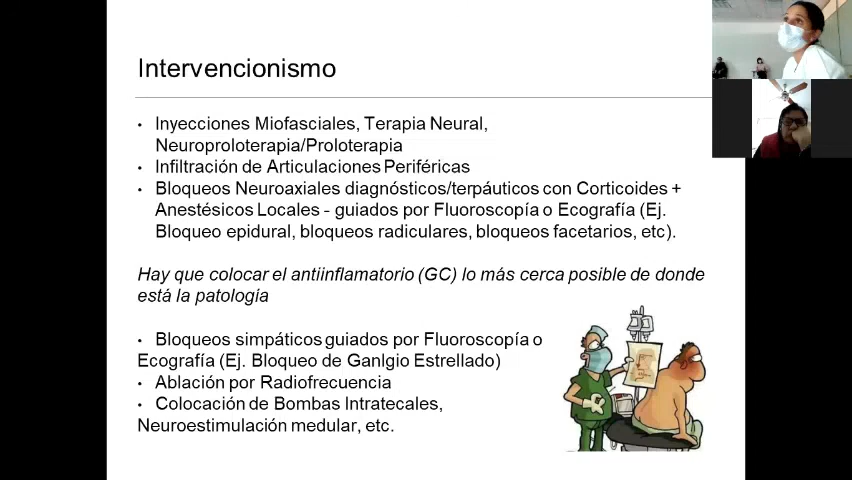 Intervencionismo
• Inyecciones Miofasciales, Terapia Neural,
Neuroproloterapia/Proloterapia
• Infiltración de Articulaciones Periféricas
• Bloqueos Neuroaxiales diagnósticos/terpáuticos con Corticoides +
Anestésicos Locales - guiados por Fluoroscopía o Ecografía (Ej.
Bloqueo epidural, bloqueos radiculares, bloqueos facetarios, etc).
Hay que colocar el antiinflamatorio (GC) lo más cerca posible de donde
está la patología
• Bloqueos simpáticos guiados por Fluoroscopía o
Ecografía (Ej. Bloqueo de Ganlgio Estrellado)
• Ablación por Radiofrecuencia
• Colocación de Bombas Intratecales,
Neuroestimulación medular, etc.